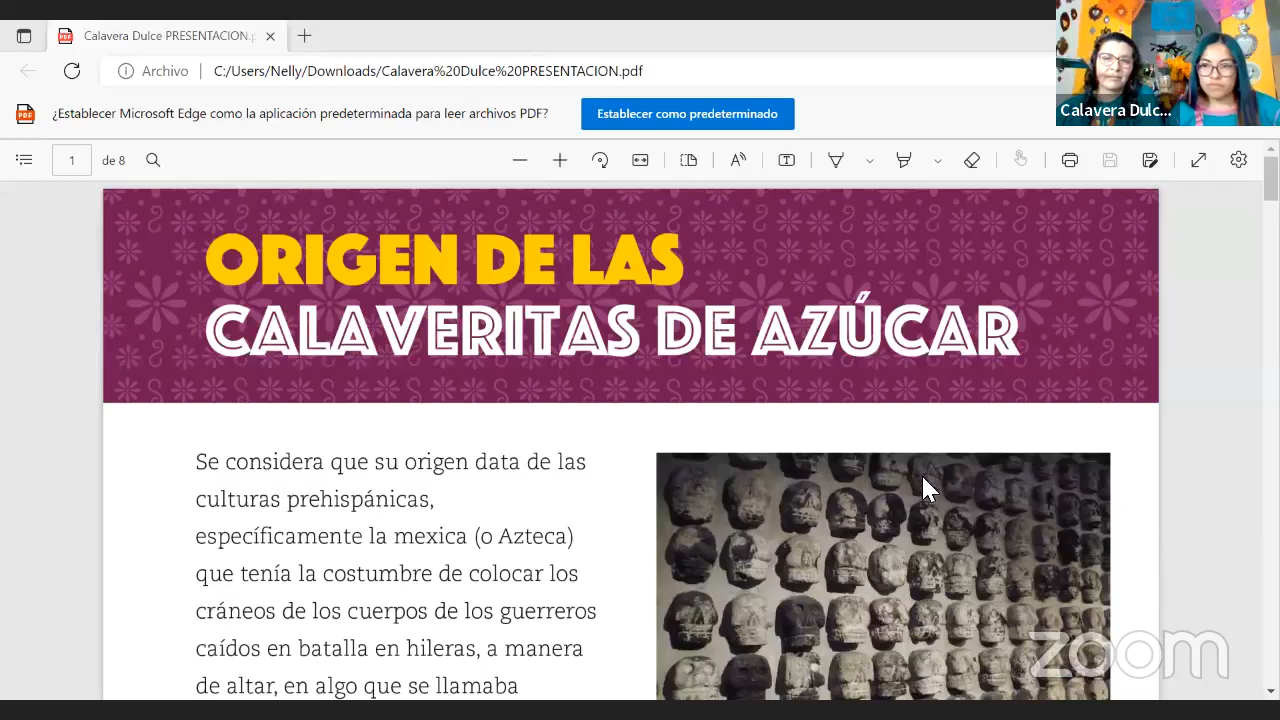 Calavera Dulce PRESENTACION.p
Archivo
C:/Users/Nelly/Downloads/Calavera%20Dulce%20PRESENTACION.pdf
PDF
¿Establecer Microsoft Edge como la aplicación predeterminada para leer archivos PDF?
Establecer como predeterminado
Calavera Dulc...
1 de 8
ORIGEN DE LAS
CALAVERITAS DE AZÚCAR
Se considera que su origen data de las
culturas prehispánicas,
específicamente la mexica (o Azteca)
que tenía la costumbre de colocar los
cráneos de los cuerpos de los guerreros
caídos en batalla en hileras, a manera
de altar, en algo que se llamaba
zoom